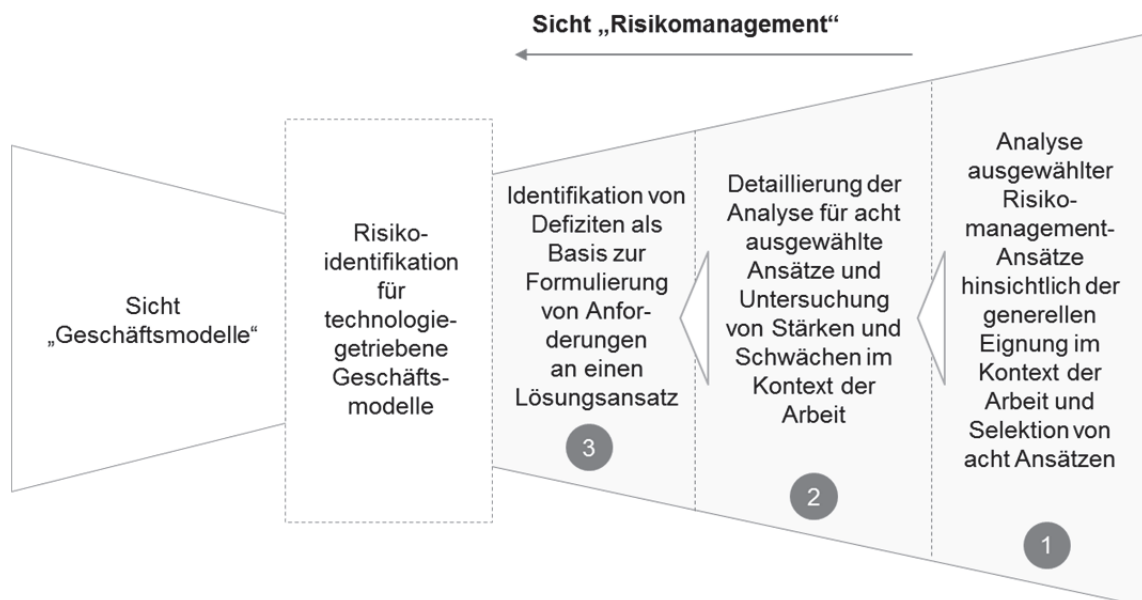 Sicht „Risikomanagement“
Sicht
„Geschäftsmodelle“
Risiko-
identifikation
für
technologie-
getriebene
Geschäfts-
modelle
Identifikation von
Defiziten als
Basis zur
Formulierung
von Anfor-
derungen
an einen
Lösungsansatz
3
Detaillierung der
Analyse für acht
ausgewählte
Ansätze und
Untersuchung
von Stärken und
Schwächen im
Kontext der
Arbeit
2
Analyse
ausgewählter
Risiko-
management-
Ansätze
hinsichtlich der
generellen
Eignung im
Kontext der
Arbeit und
Selektion von
acht Ansätzen
1